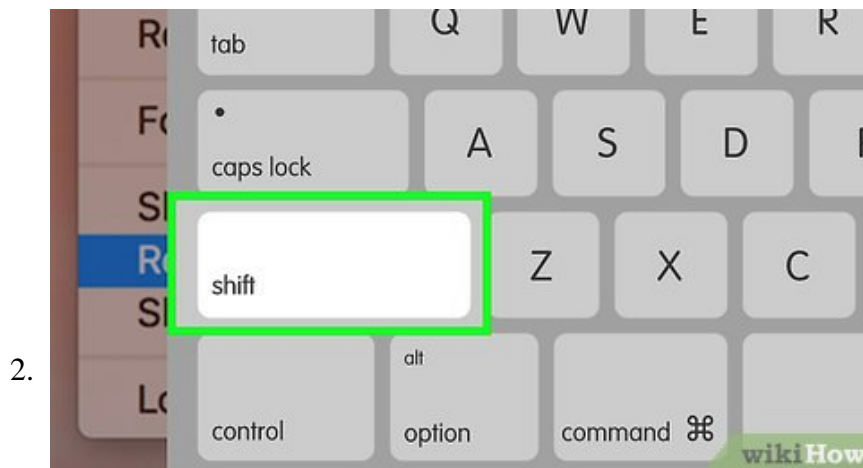 Q W E R
tab
caps lock
A S D
shift
Z X C
2.
alt
control option command ⌘
wikiHow